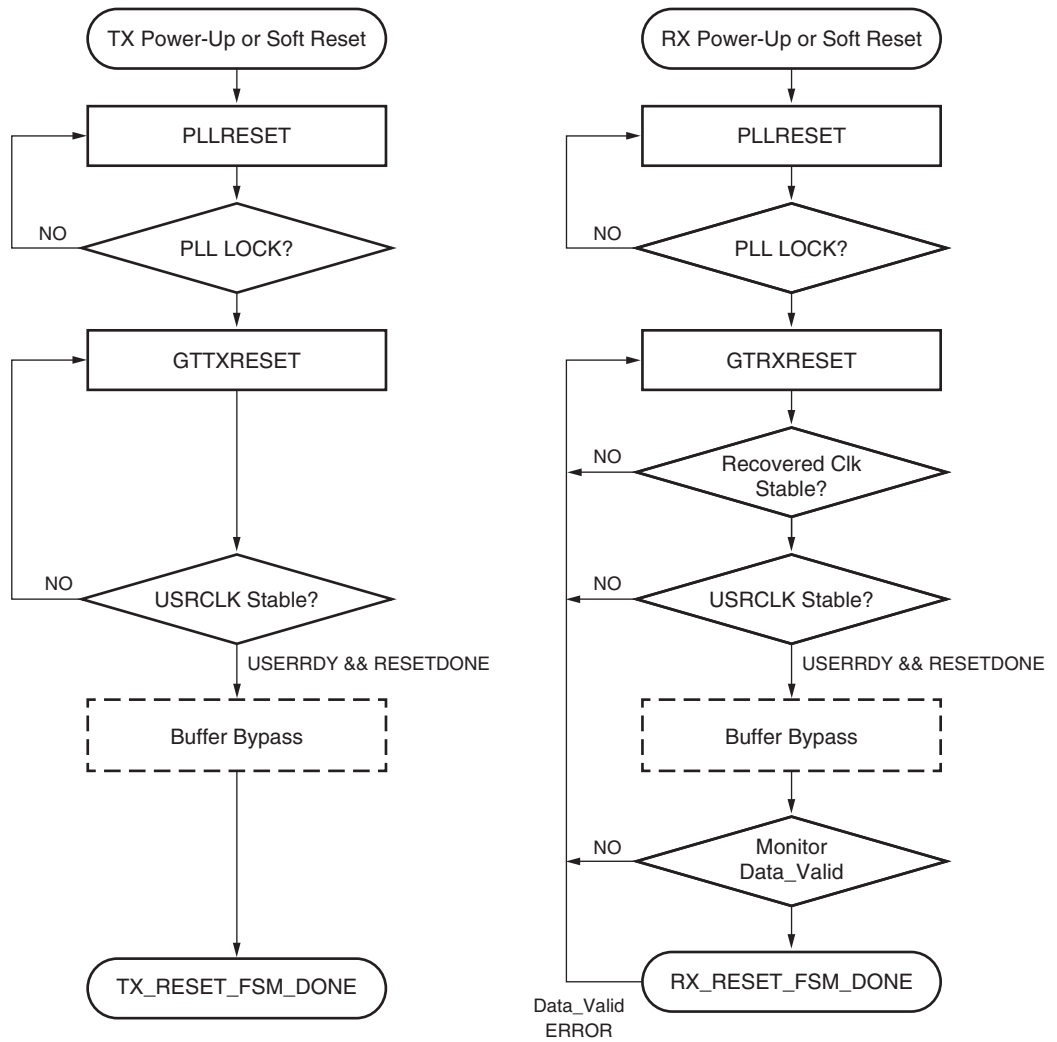 TX Power-Up or Soft Reset
PLLRESET
NO
PLL LOCK?
GTTXRESET
NO
USRCLK Stable?
USERRDY && RESETDONE
Buffer Bypass
TX_RESET_FSM_DONE
RX Power-Up or Soft Reset
PLLRESET
NO
PLL LOCK?
GTRXRESET
NO
Recovered Clk
Stable?
NO
USRCLK Stable?
USERRDY && RESETDONE
Buffer Bypass
NO
Monitor
Data_Valid
RX_RESET_FSM_DONE
Data_Valid
ERROR